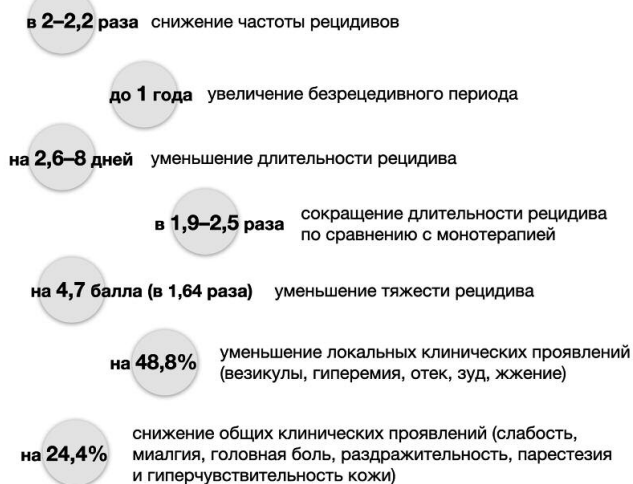 в 2–2,2 раза снижение частоты рецидивов
до 1 года увеличение безрецедивного периода
на 2,6–8 дней уменьшение длительности рецидива
в 1,9–2,5 раза сокращение длительности рецидива
по сравнению с монотерапией
на 4,7 балла (в 1,64 раза) уменьшение тяжести рецидива
на 48,8% уменьшение локальных клинических проявлений
(везикулы, гиперемия, отек, зуд, жжение)
на 24,4% снижение общих клинических проявлений (слабость,
миалгия, головная боль, раздражительность, парестезия
и гиперчувствительность кожи)